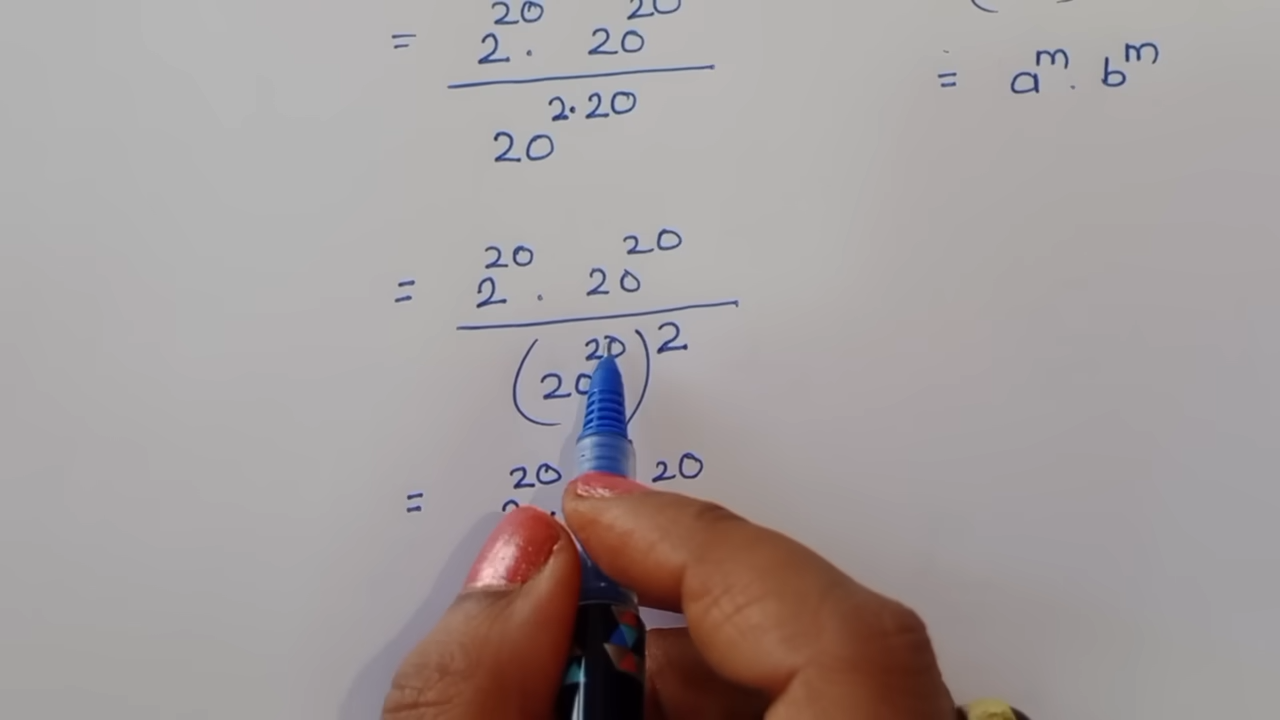 = 2^20 . 20^20
20^2.20
= a^m . b^m
= 2^20 . 20^20
(20^20)^2
= 20 20